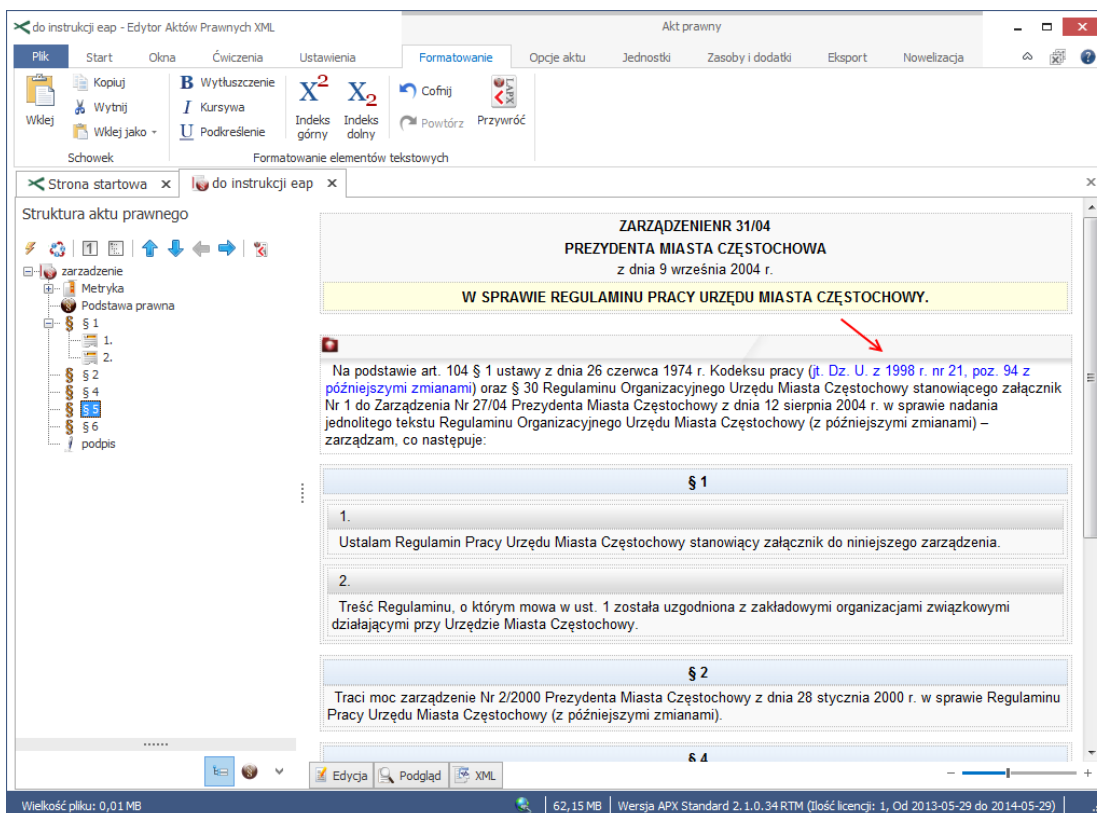 do instrukcji eap - Edytor Aktów Prawnych XML
Akt prawny
Plik Start Okna Ćwiczenia Ustawienia Formatowanie Opcje aktu Jednostki Zasoby i dodatki Eksport Nowelizacja
Wklej
Kopiuj
Wytnij
Wklej jako
Schowek
B Wytłuszczenie
I Kursywa
U Podkreślenie
X2 Indeks górny
X2 Indeks dolny
Cofnij
Powtórz
LAPX
Przywróć
Formatowanie elementów tekstowych
Strona startowa x do instrukcji eap x
Struktura aktu prawnego
zarzadzenie
Metryka
Podstawa prawna
§ 1
1.
2.
§ 2
§ 4
§ 5
§ 6
podpis
ZARZĄDZENIENR 31/04
PREZYDENTA MIASTA CZĘSTOCHOWA
z dnia 9 września 2004 r.
W SPRAWIE REGULAMINU PRACY URZĘDU MIASTA CZĘSTOCHOWY.
Na podstawie art. 104 § 1 ustawy z dnia 26 czerwca 1974 r. Kodeksu pracy (jt. Dz. U. z 1998 r. nr 21, poz. 94 z
późniejszymi zmianami) oraz § 30 Regulaminu Organizacyjnego Urzędu Miasta Częstochowy stanowiącego załącznik
Nr 1 do Zarządzenia Nr 27/04 Prezydenta Miasta Częstochowy z dnia 12 sierpnia 2004 r. w sprawie nadania
jednolitego tekstu Regulaminu Organizacyjnego Urzędu Miasta Częstochowy (z późniejszymi zmianami) –
zarządzam, co następuje:
§ 1
1.
Ustalam Regulamin Pracy Urzędu Miasta Częstochowy stanowiący załącznik do niniejszego zarządzenia.
2.
Treść Regulaminu, o którym mowa w ust. 1 została uzgodniona z zakładowymi organizacjami związkowymi
działającymi przy Urzędzie Miasta Częstochowy.
§ 2
Traci moc zarządzenie Nr 2/2000 Prezydenta Miasta Częstochowy z dnia 28 stycznia 2000 r. w sprawie Regulaminu
Pracy Urzędu Miasta Częstochowy (z późniejszymi zmianami).
§ 4
Edycja Podgląd XML
Wielkość pliku: 0,01 MB 62,15 MB Wersja APX Standard 2.1.0.34 RTM (Ilość licencji: 1, Od 2013-05-29 do 2014-05-29)